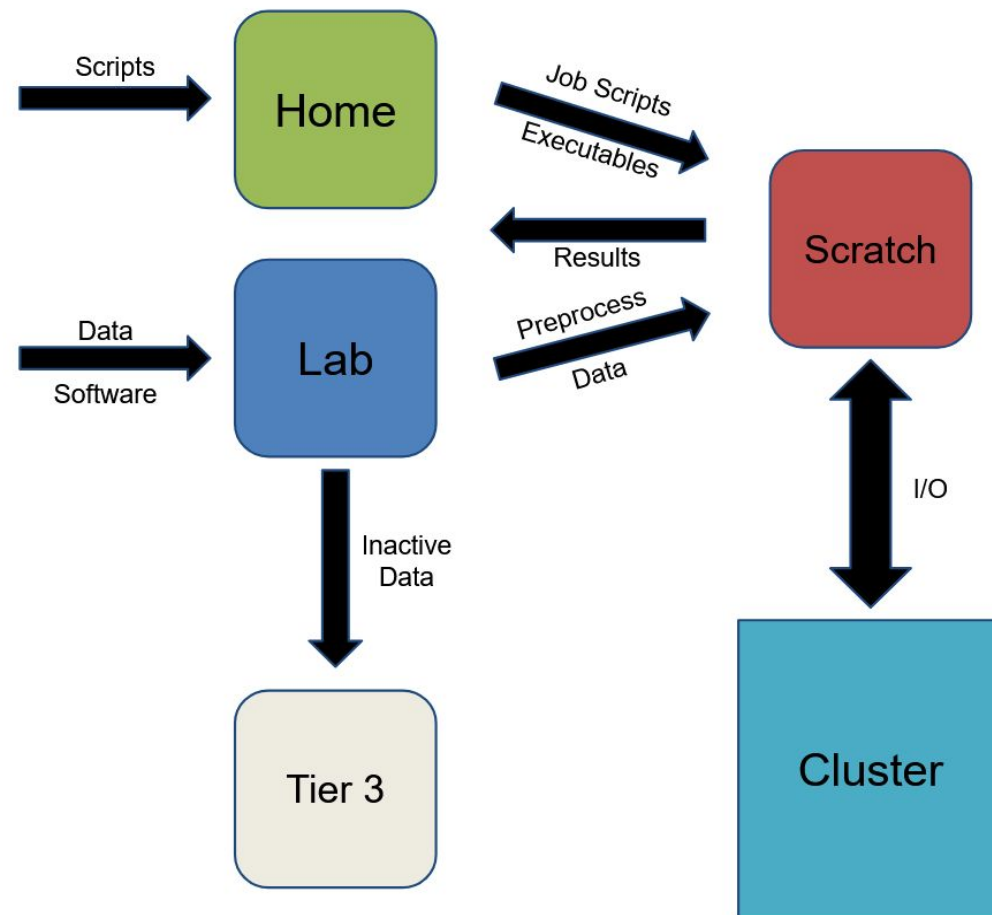 Scripts
Home
Job Scripts
Executables
Results
Scratch
Data
Software
Lab
Preprocess
Data
I/O
Inactive
Data
Tier 3
Cluster